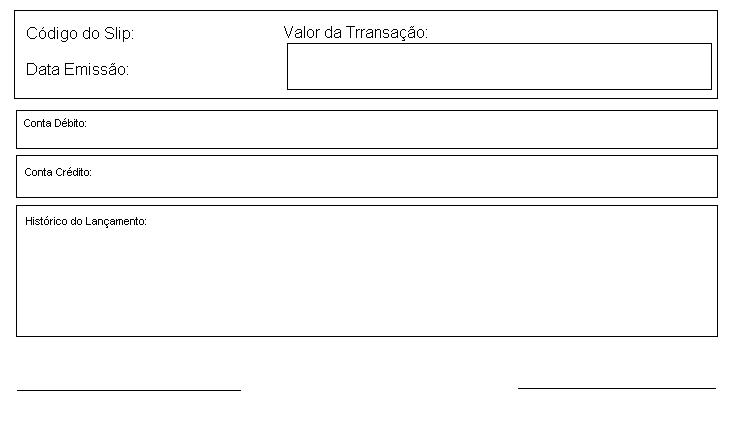 Código do Slip:
Valor da Trransação:
Data Emissão:
Conta Débito:
Conta Crédito:
Histórico do Lançamento: